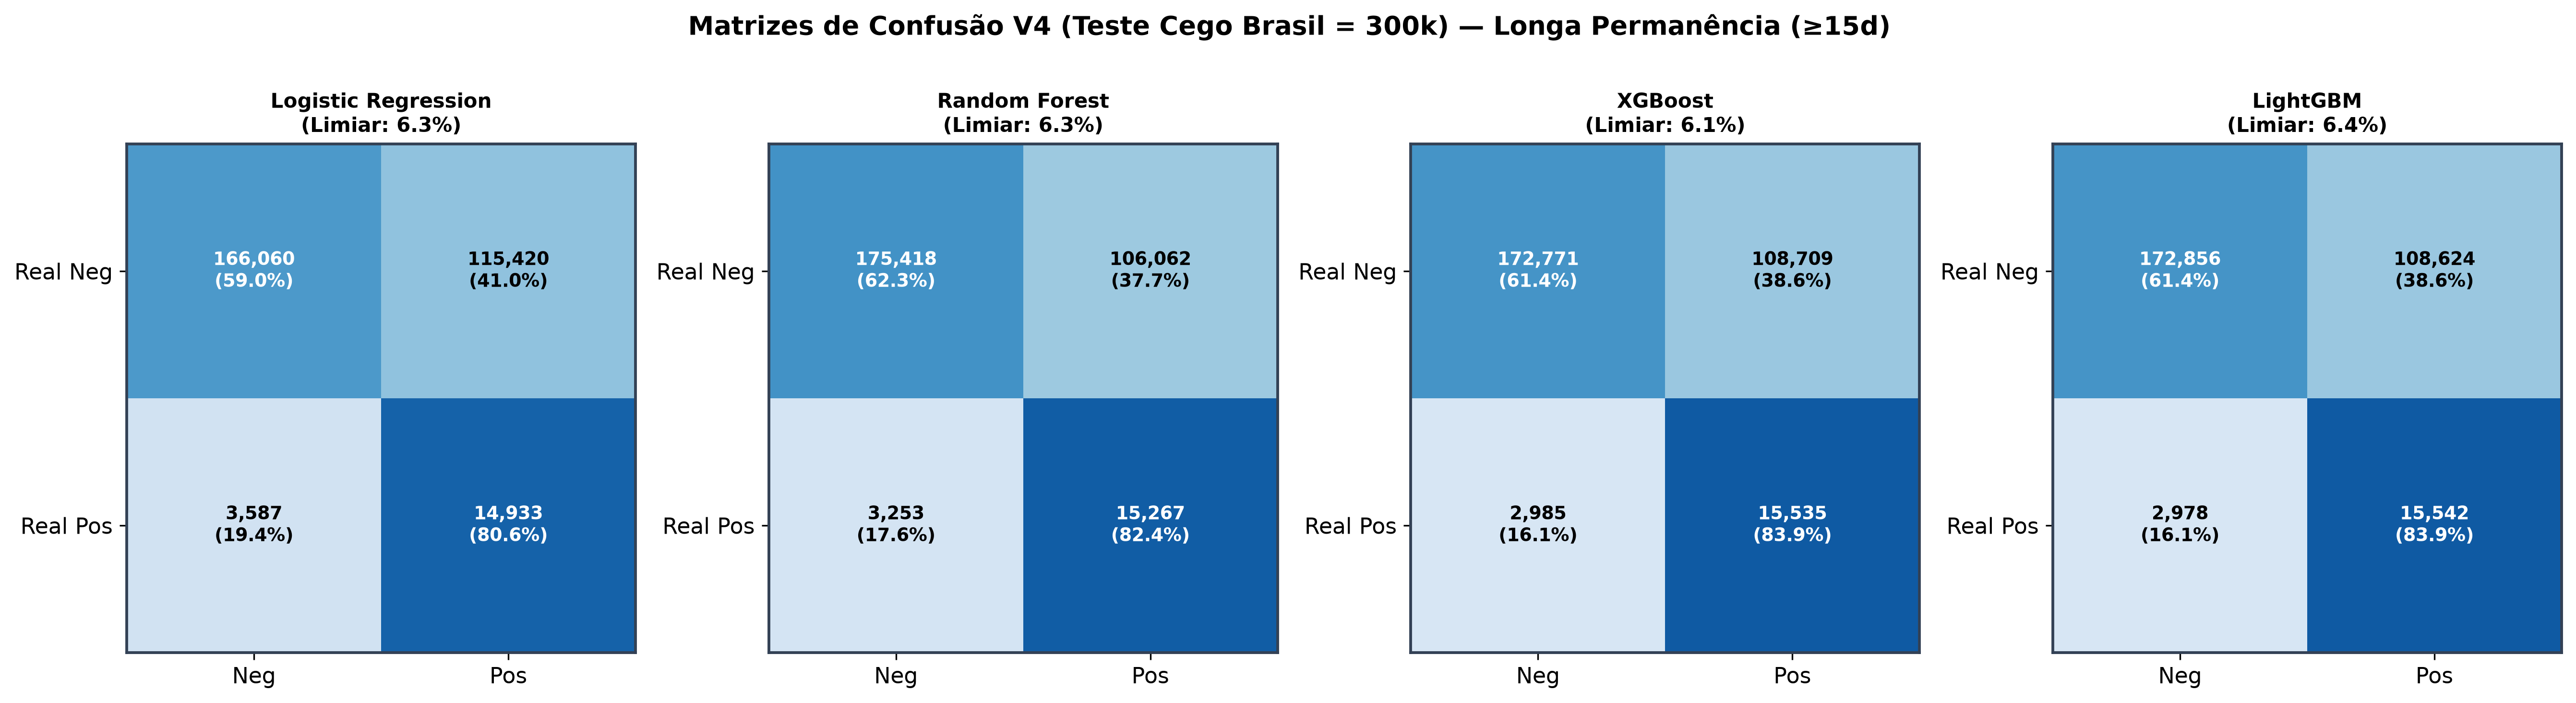 Matrizes de Confusão V4 (Teste Cego Brasil = 300k) — Longa Permanência (≥15d)
Logistic Regression
(Limiar: 6.3%)
Real Neg
166,060
(59.0%)
115,420
(41.0%)
Real Pos
3,587
(19.4%)
14,933
(80.6%)
Neg
Pos
Random Forest
(Limiar: 6.3%)
Real Neg
175,418
(62.3%)
106,062
(37.7%)
Real Pos
3,253
(17.6%)
15,267
(82.4%)
Neg
Pos
XGBoost
(Limiar: 6.1%)
Real Neg
172,771
(61.4%)
108,709
(38.6%)
Real Pos
2,985
(16.1%)
15,535
(83.9%)
Neg
Pos
LightGBM
(Limiar: 6.4%)
Real Neg
172,856
(61.4%)
108,624
(38.6%)
Real Pos
2,978
(16.1%)
15,542
(83.9%)
Neg
Pos